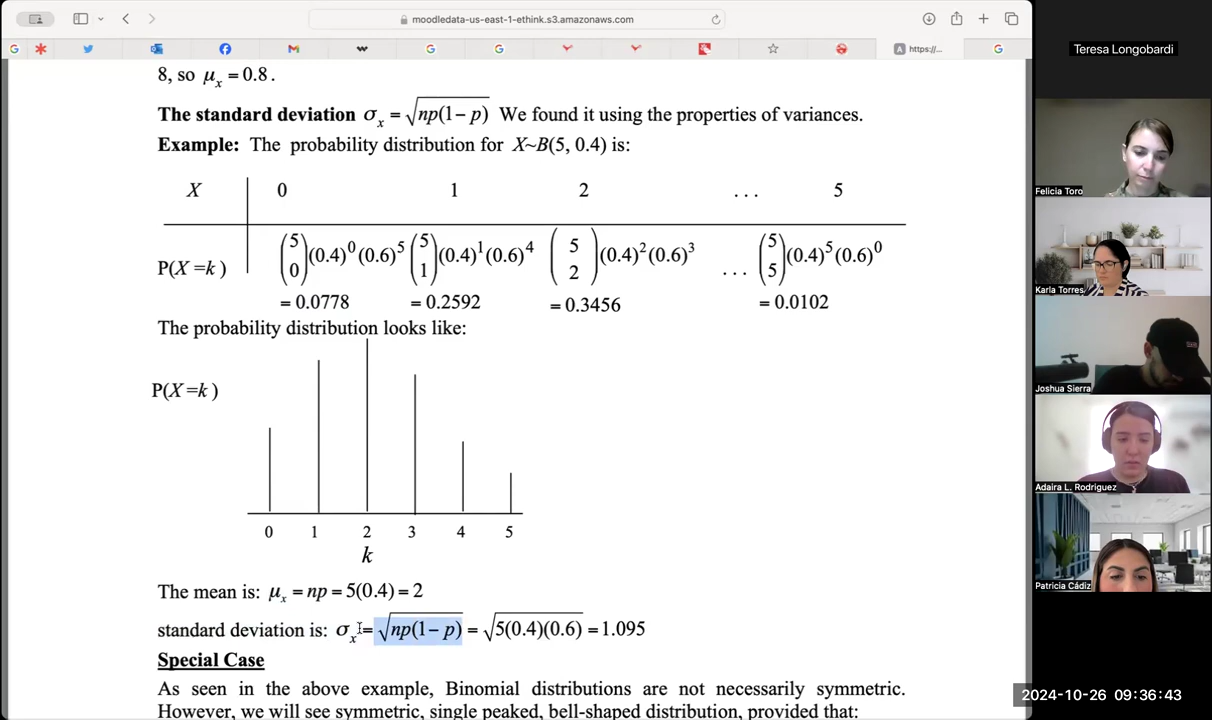 moodledata-us-east-1-ethink.s3.amazonaws.com
https://...
8, so μₓ = 0.8.
The standard deviation σₓ = √np(1− p) We found it using the properties of variances.
Example: The probability distribution for X~B(5, 0.4) is:
X 0 1 2 ... 5
P(X =k ) (5 0)(0.4)⁰(0.6)⁵ (5 1)(0.4)¹(0.6)⁴ (5 2)(0.4)²(0.6)³ ... (5 5)(0.4)⁵(0.6)⁰
= 0.0778 = 0.2592 = 0.3456 = 0.0102
The probability distribution looks like:
P(X =k )
0 1 2 3 4 5
k
The mean is: μₓ = np = 5(0.4) = 2
standard deviation is: σₓ = √np(1− p) = √5(0.4)(0.6) = 1.095
Special Case
As seen in the above example, Binomial distributions are not necessarily symmetric.
However, we will see symmetric, single peaked, bell-shaped distribution, provided that:
Teresa Longobardi
Felicia Toro
Karla Torres
Joshua Sierra
Adaira L. Rodriguez
Patricia Cádiz
2024-10-26 09:36:43